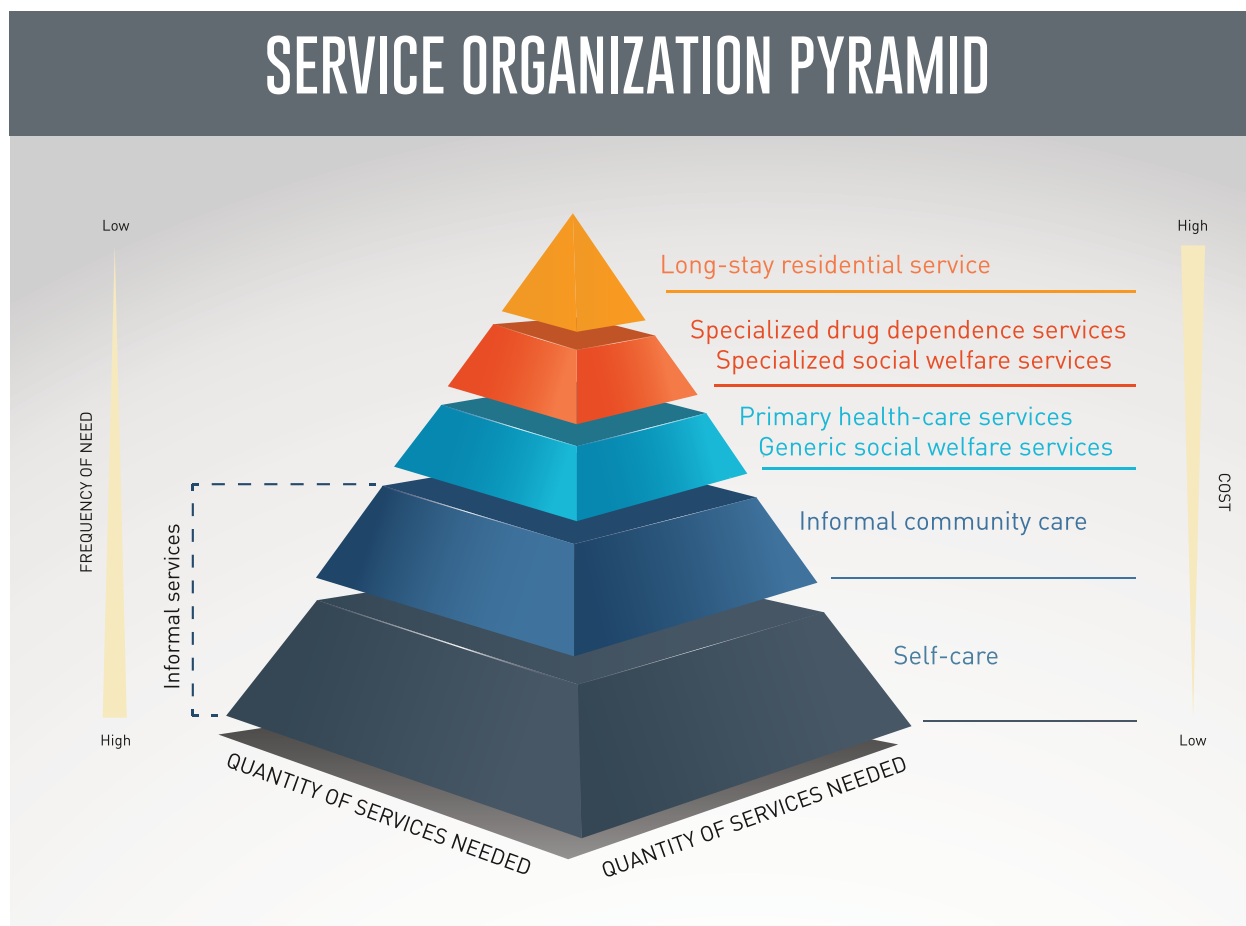 SERVICE ORGANIZATION PYRAMID
Low
High
Long-stay residential service
Specialized drug dependence services
Specialized social welfare services
Primary health-care services
Generic social welfare services
FREQUENCY OF NEED
COST
Informal services
Informal community care
Self-care
High
Low
QUANTITY OF SERVICES NEEDED
QUANTITY OF SERVICES NEEDED